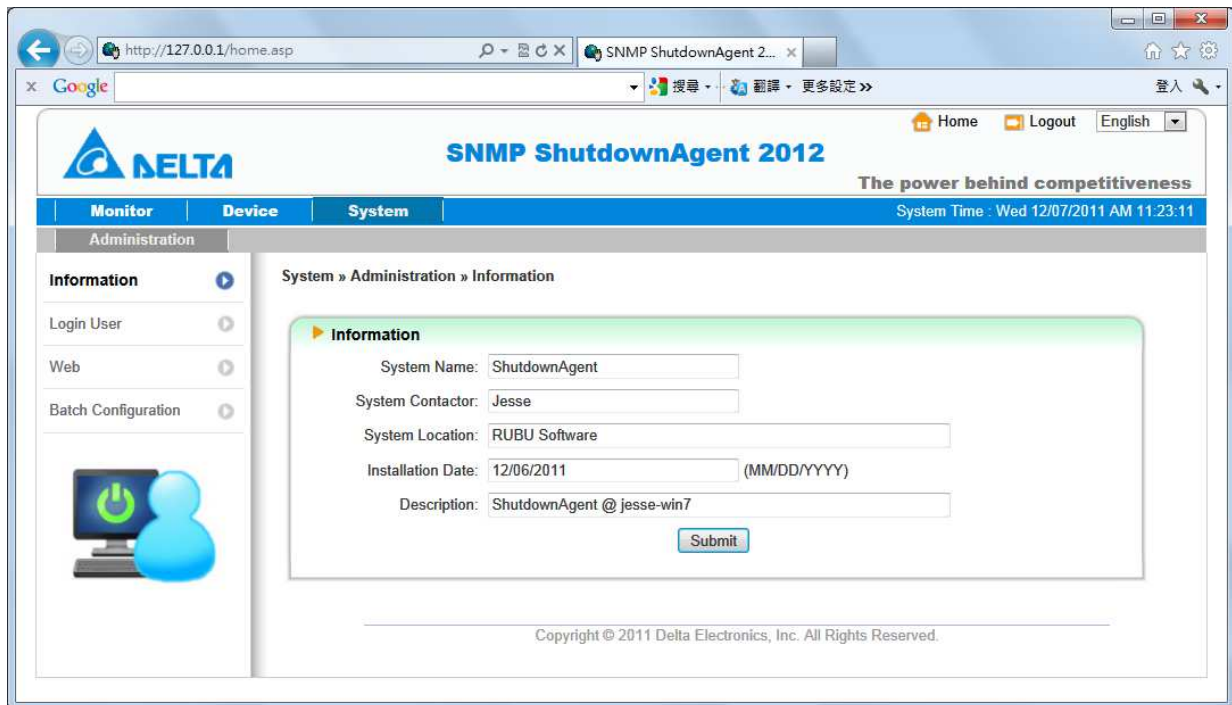 http://127.0.0.1/home.asp
SNMP ShutdownAgent 2...
x Google
搜尋
翻譯
更多設定 »
登入
Home
Logout
English
DELTA
SNMP ShutdownAgent 2012
The power behind competitiveness
Monitor
Device
System
System Time : Wed 12/07/2011 AM 11:23:11
Administration
Information
Login User
Web
Batch Configuration
System » Administration » Information
Information
System Name: ShutdownAgent
System Contactor: Jesse
System Location: RUBU Software
Installation Date: 12/06/2011 (MM/DD/YYYY)
Description: ShutdownAgent @ jesse-win7
Submit
Copyright © 2011 Delta Electronics, Inc. All Rights Reserved.